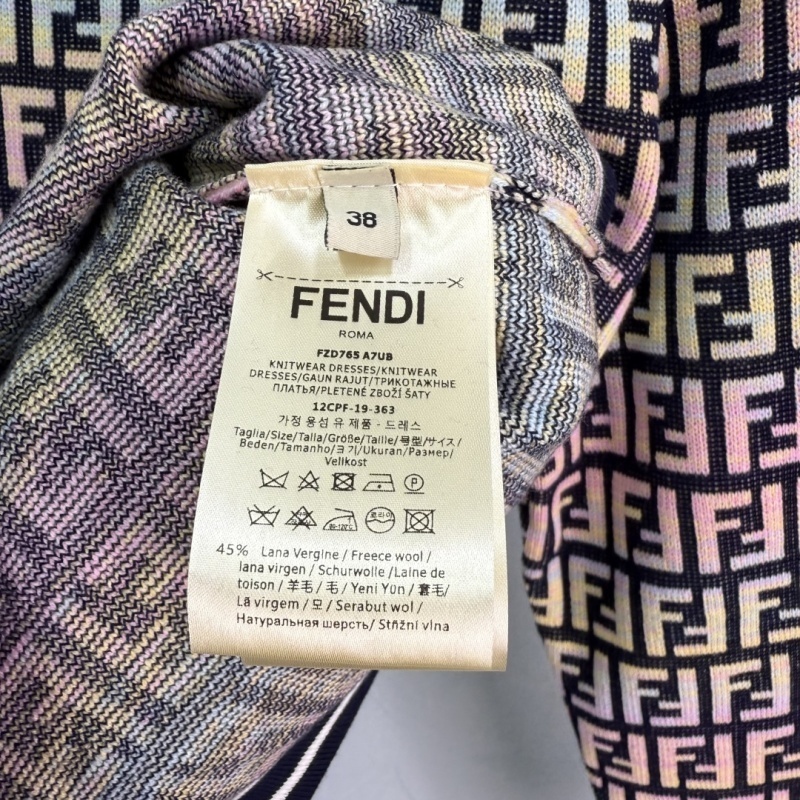 38
FENDI
ROMA
FZD765 A7UB
KNITWEAR DRESSES/KNITWEAR
DRESSES/GAUN RAJUT/ТРИКОТАЖНЫЕ
ПЛАТЬЯ/PLETENÉ ZBOŽÍ ŠATY
12CPF-19-363
가정 용섬 유 제품 - 드레스
Taglia/Size/Talla/Größe/Taille/号型/サイズ/
Beden/Tamanho/크기/Ukuran/Размер/
Velikost
P
45% Lana Vergine / Freece wool /
lana virgen / Schurwolle /Laine de
toison / 羊毛 / 毛 / Yeni Yün / 套毛/
Lã virgem / 모 / Serabut wol /
Натуральная шерсть/ Střižní vlna